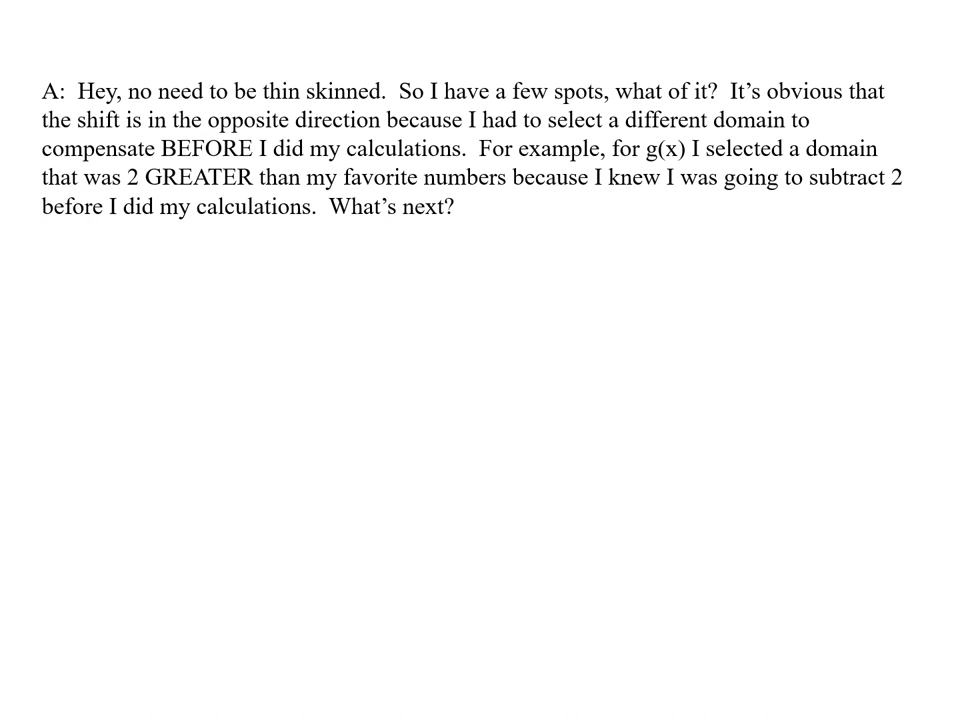 A:  Hey, no need to be thin skinned.  So I have a few spots, what of it?  It’s obvious that
the shift is in the opposite direction because I had to select a different domain to
compensate BEFORE I did my calculations.  For example, for g(x) I selected a domain
that was 2 GREATER than my favorite numbers because I knew I was going to subtract 2
before I did my calculations.  What’s next?